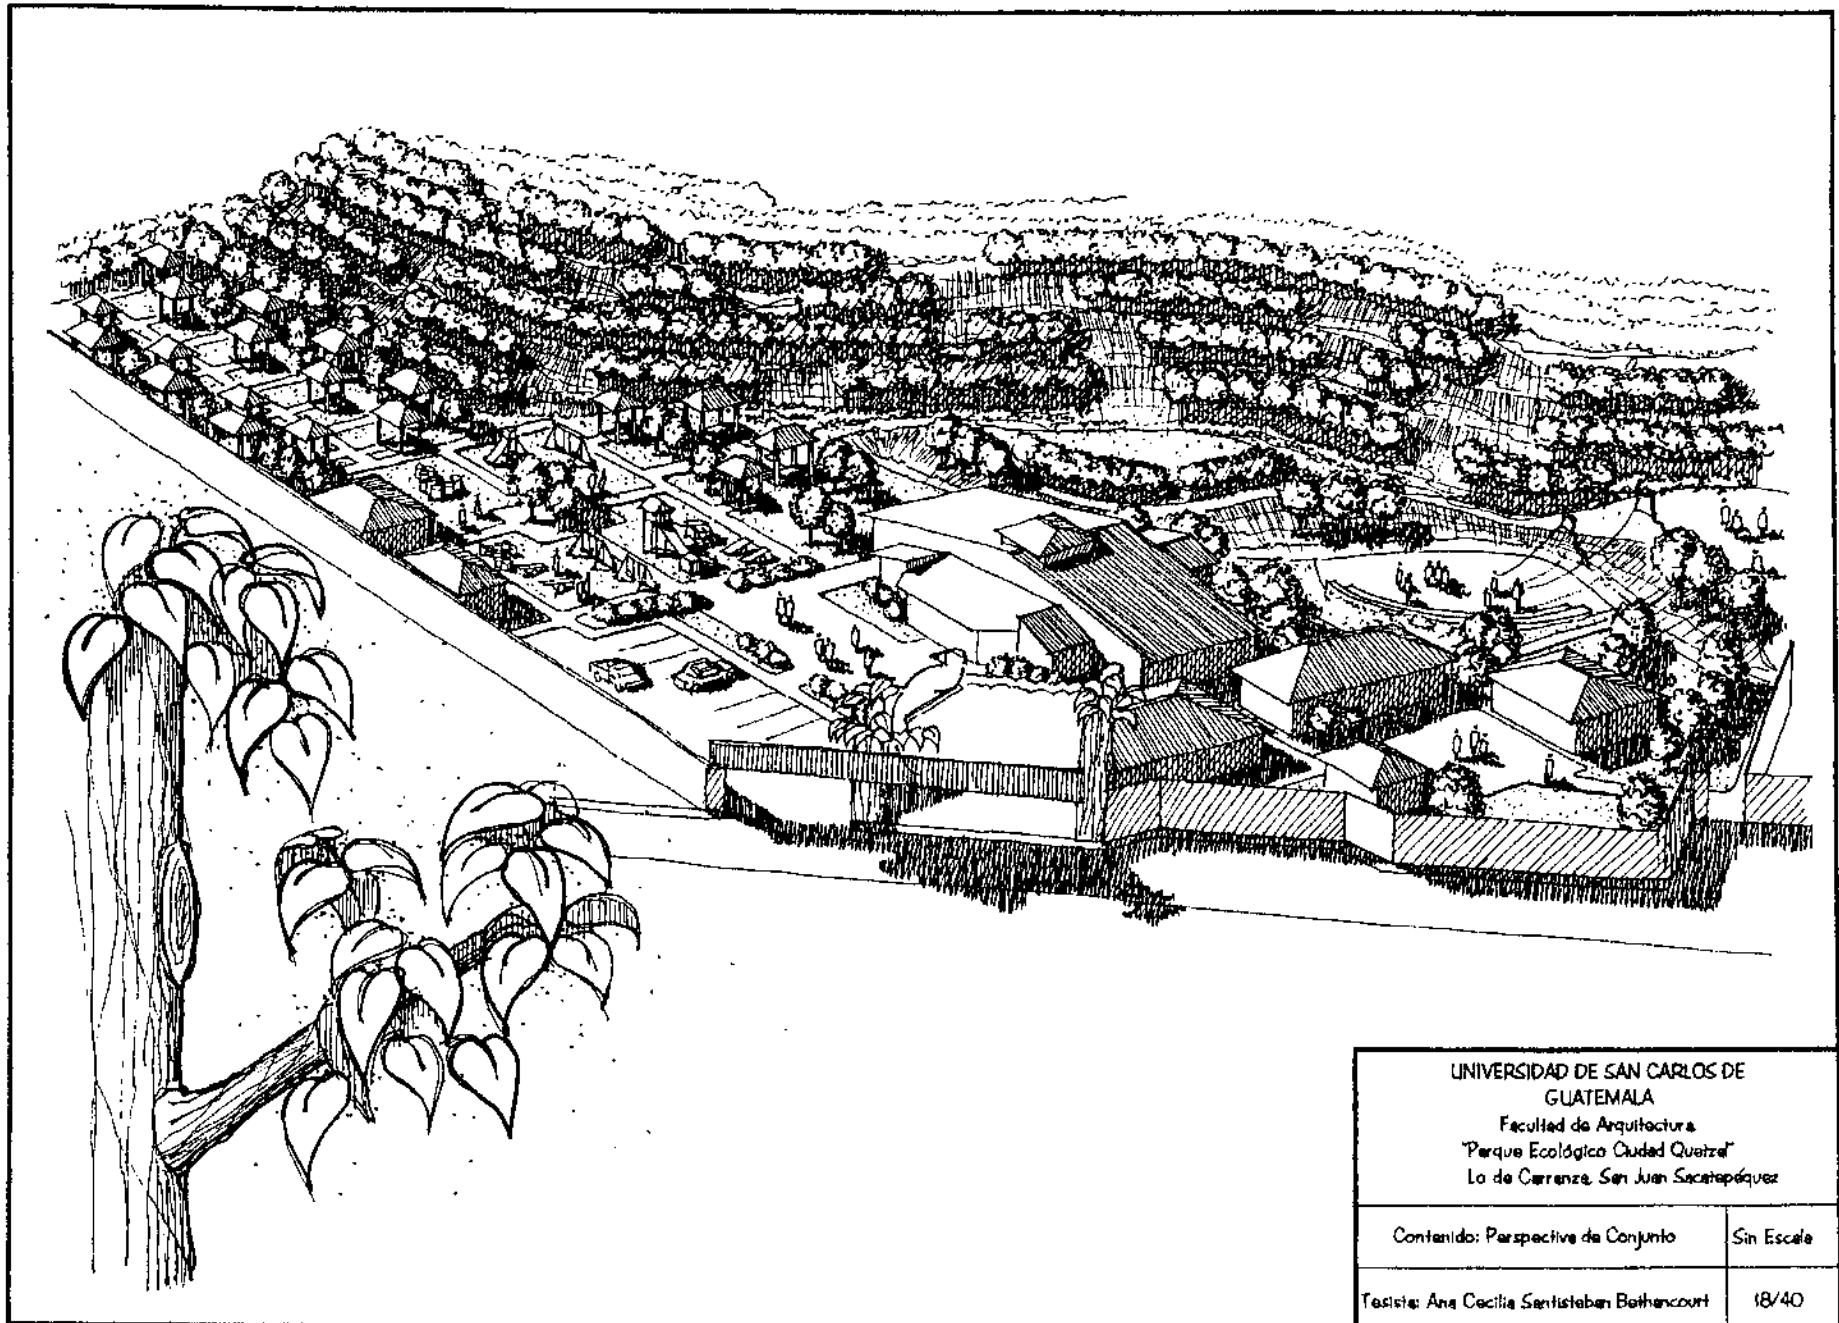 UNIVERSIDAD DE SAN CARLOS DE
GUATEMALA
Facultad de Arquitectura
"Parque Ecológico Ciudad Quetzal"
Lo de Carranza, San Juan Sacatepéquez
Contenido: Perspectiva de Conjunto
Sin Escala
Tesista: Ana Cecilia Santisteban Bethancourt
18/40